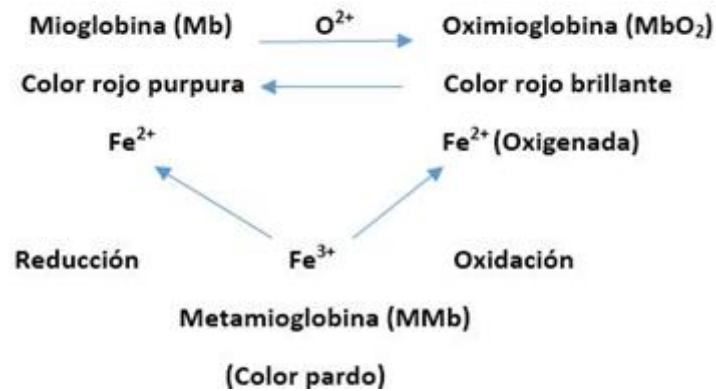 Mioglobina (Mb) O²⁺ Oximioglobina (MbO₂)
Color rojo purpura Color rojo brillante
Fe²⁺ Fe²⁺ (Oxigenada)
Reducción Fe³⁺ Oxidación
Metamioglobina (MMb)
(Color pardo)